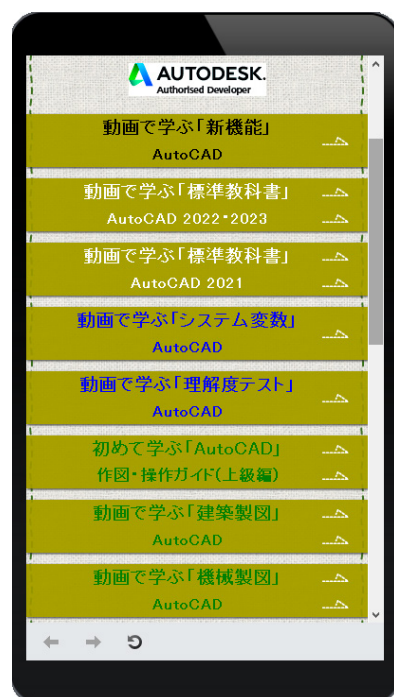 AUTODESK.
Authorised Developer
動画で学ぶ「新機能」
AutoCAD
動画で学ぶ「標準教科書」
AutoCAD 2022・2023
動画で学ぶ「標準教科書」
AutoCAD 2021
動画で学ぶ「システム変数」
AutoCAD
動画で学ぶ「理解度テスト」
AutoCAD
初めて学ぶ「AutoCAD」
作図・操作ガイド(上級編)
動画で学ぶ「建築製図」
AutoCAD
動画で学ぶ「機械製図」
AutoCAD